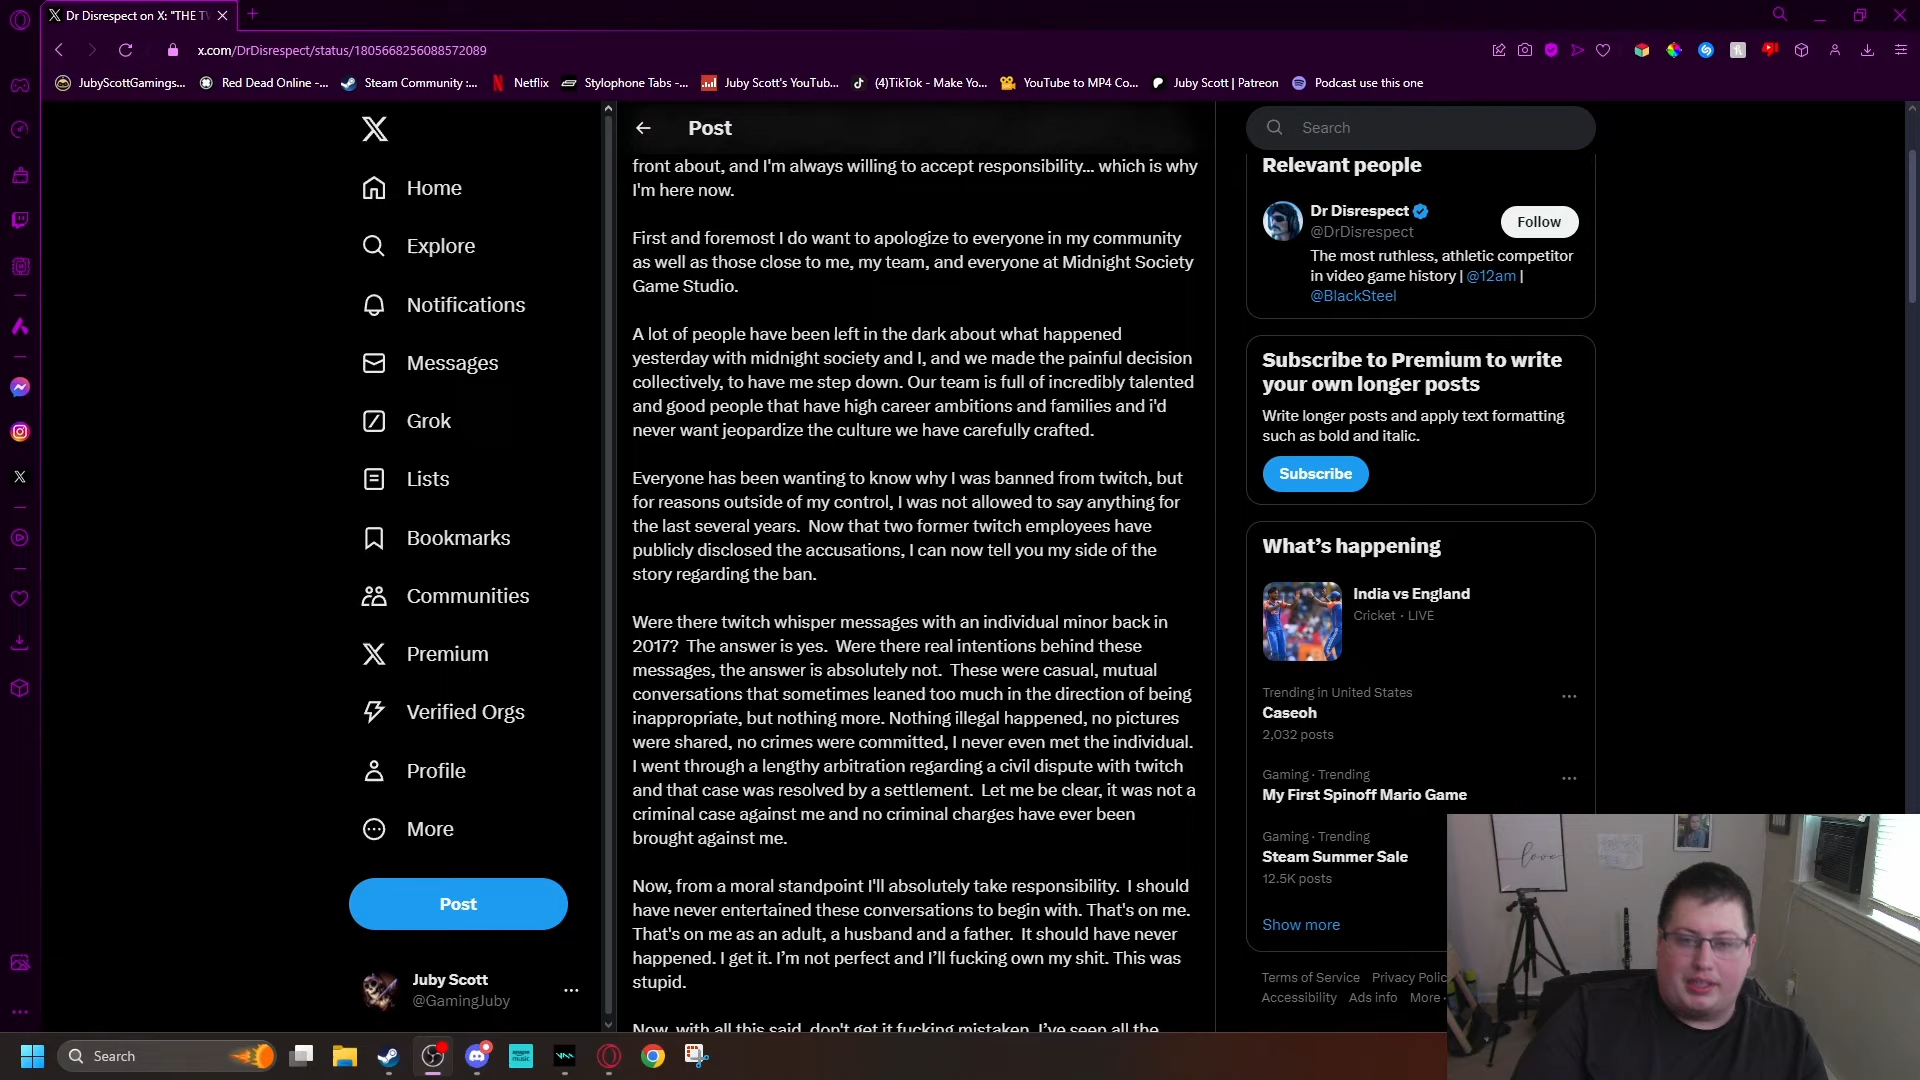 Dr Disrespect on X: "THE TV
x.com/DrDisrespect/status/1805668256088572089
JubyScottGamings...
Red Dead Online -...
Steam Community :...
Netflix
Stylophone Tabs -...
Juby Scott's YouTub...
(4)TikTok - Make Yo...
YouTube to MP4 Co...
Juby Scott | Patreon
Podcast use this one
Home
Explore
Notifications
Messages
Grok
Lists
Bookmarks
Communities
Premium
Verified Orgs
Profile
More
Post
Juby Scott
@GamingJuby
Post
front about, and I'm always willing to accept responsibility... which is why
I'm here now.
First and foremost I do want to apologize to everyone in my community
as well as those close to me, my team, and everyone at Midnight Society
Game Studio.
A lot of people have been left in the dark about what happened
yesterday with midnight society and I, and we made the painful decision
collectively, to have me step down. Our team is full of incredibly talented
and good people that have high career ambitions and families and i'd
never want jeopardize the culture we have carefully crafted.
Everyone has been wanting to know why I was banned from twitch, but
for reasons outside of my control, I was not allowed to say anything for
the last several years.  Now that two former twitch employees have
publicly disclosed the accusations, I can now tell you my side of the
story regarding the ban.
Were there twitch whisper messages with an individual minor back in
2017?  The answer is yes.  Were there real intentions behind these
messages, the answer is absolutely not.  These were casual, mutual
conversations that sometimes leaned too much in the direction of being
inappropriate, but nothing more. Nothing illegal happened, no pictures
were shared, no crimes were committed, I never even met the individual.
I went through a lengthy arbitration regarding a civil dispute with twitch
and that case was resolved by a settlement.  Let me be clear, it was not a
criminal case against me and no criminal charges have ever been
brought against me.
Now, from a moral standpoint I'll absolutely take responsibility.  I should
have never entertained these conversations to begin with. That's on me.
That's on me as an adult, a husband and a father.  It should have never
happened. I get it. I'm not perfect and I'll fucking own my shit. This was
stupid.
Now, with all this said, don't get it fucking mistaken, I've seen all the
Search
Relevant people
Dr Disrespect
@DrDisrespect
Follow
The most ruthless, athletic competitor
in video game history | @12am |
@BlackSteel
Subscribe to Premium to write
your own longer posts
Write longer posts and apply text formatting
such as bold and italic.
Subscribe
What's happening
India vs England
Cricket · LIVE
Trending in United States
Caseoh
2,032 posts
Gaming · Trending
My First Spinoff Mario Game
Gaming · Trending
Steam Summer Sale
12.5K posts
Show more
Terms of Service Privacy Polic
Accessibility Ads info More
love
Search
amazon music